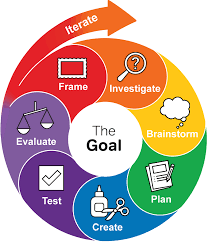 Iterate
Frame
Investigate
Brainstorm
Plan
Create
Test
Evaluate
The
Goal